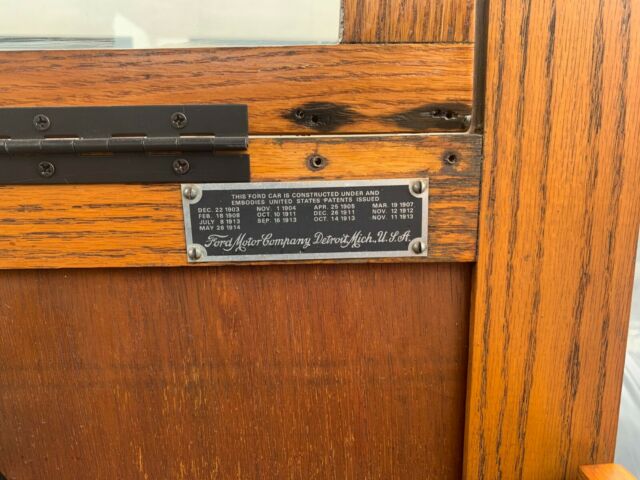 THIS FORD CAR IS CONSTRUCTED UNDER AND
EMBODIES UNITED STATES PATENTS ISSUED
DEC. 22 1903 NOV. 1 1904 APR. 25 1905 MAR. 19 1907
FEB. 18 1908 OCT. 10 1911 DEC. 26 1911 NOV. 12 1912
JULY 8 1913 SEP. 16 1913 OCT. 14 1913 NOV. 11 1913
MAY 26 1914
Ford Motor Company Detroit Mich., U.S.A.